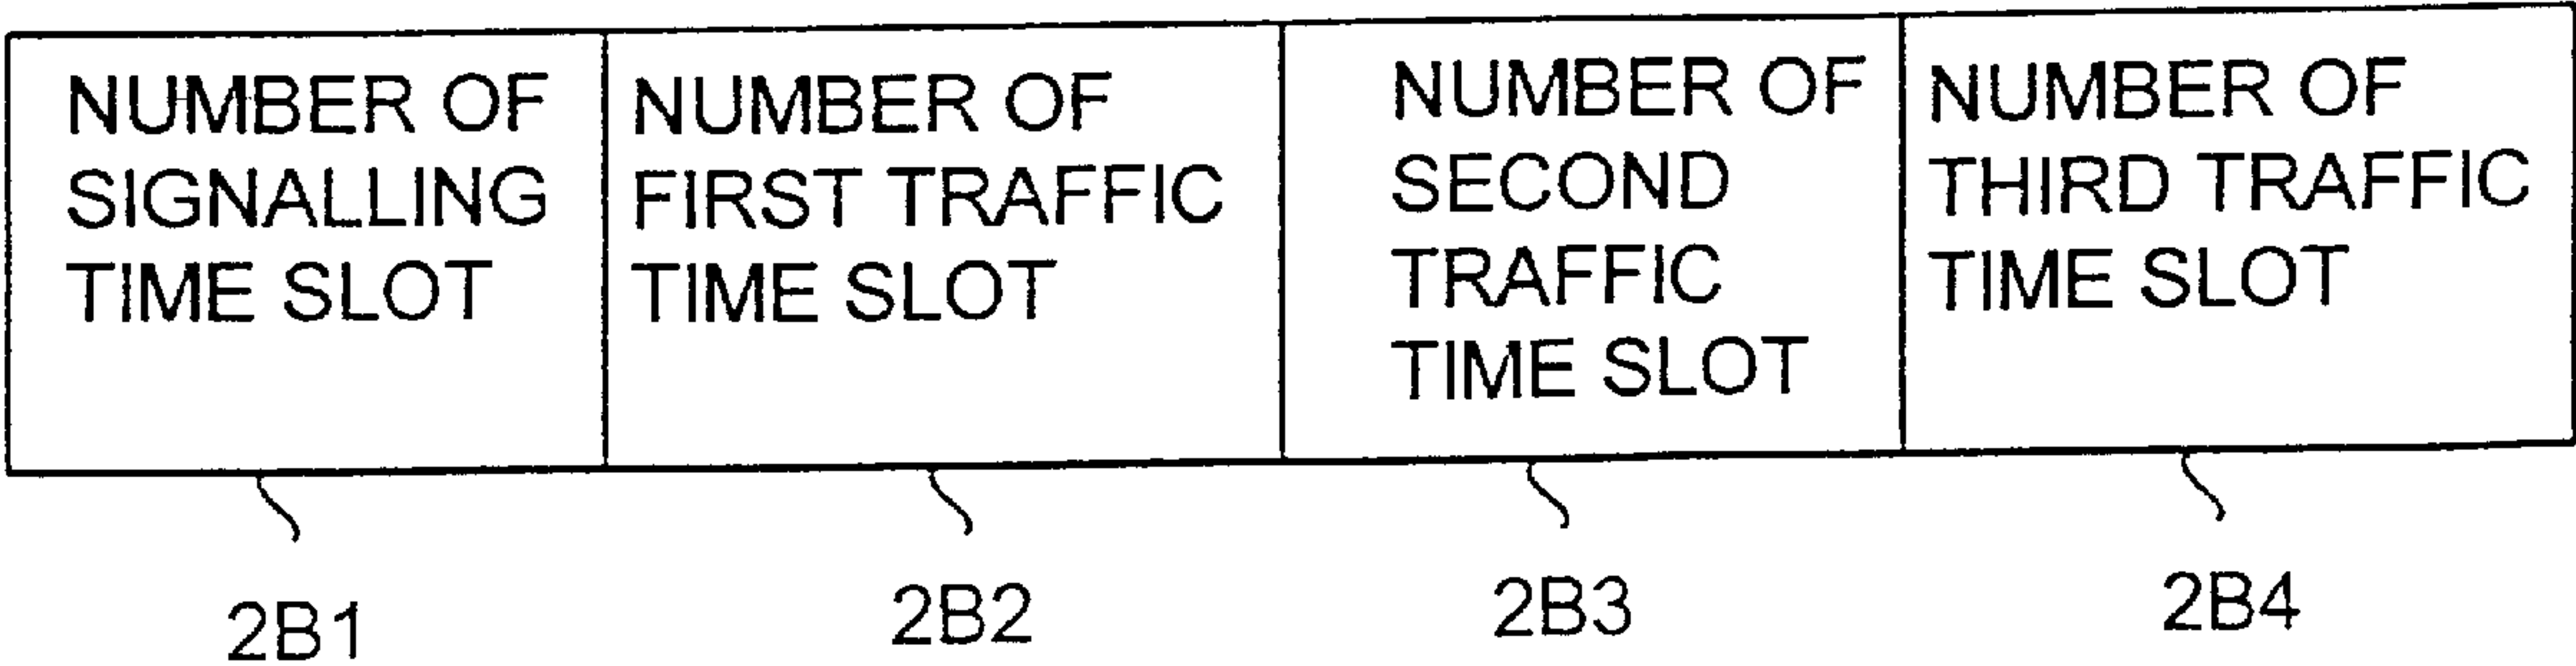 NUMBER OF
SIGNALLING
TIME SLOT
NUMBER OF
FIRST TRAFFIC
TIME SLOT
NUMBER OF
SECOND
TRAFFIC
TIME SLOT
NUMBER OF
THIRD TRAFFIC
TIME SLOT
2B1
2B2
2B3
2B4